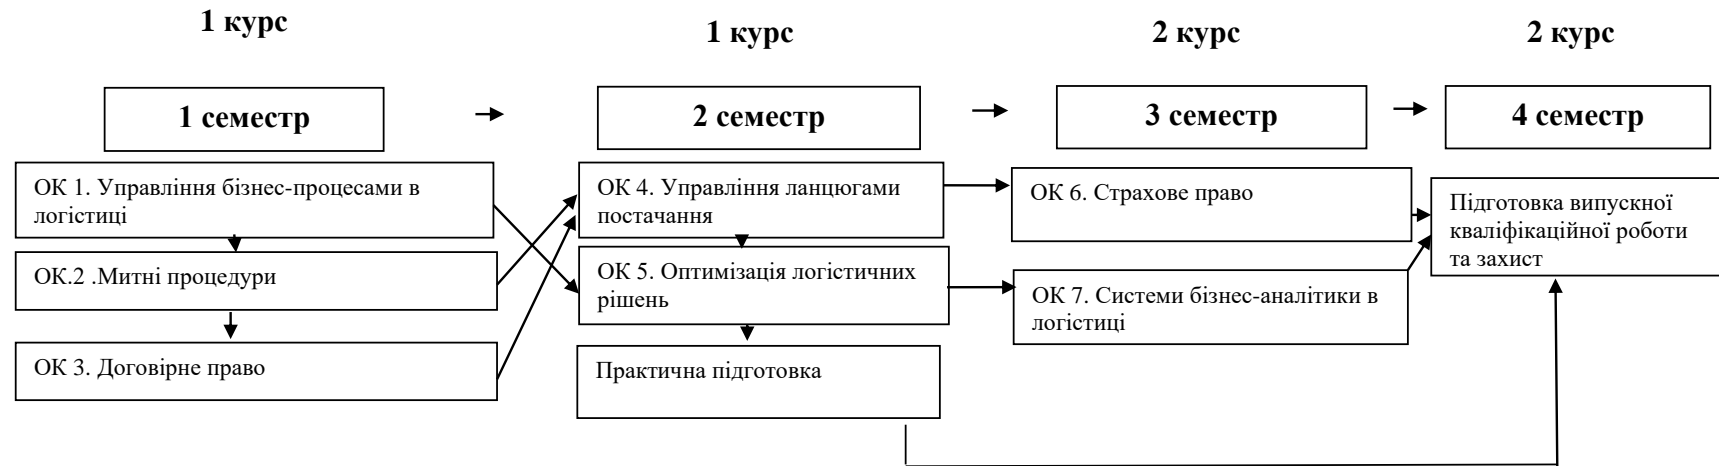 1 курс
1 курс
2 курс
2 курс
1 семестр
2 семестр
3 семестр
4 семестр
ОК 1. Управління бізнес-процесами в
логістиці
ОК.2 .Митні процедури
ОК 3. Договірне право
ОК 4. Управління ланцюгами
постачання
ОК 5. Оптимізація логістичних
рішень
Практична підготовка
ОК 6. Страхове право
ОК 7. Системи бізнес-аналітики в
логістиці
Підготовка випускної
кваліфікаційної роботи
та захист